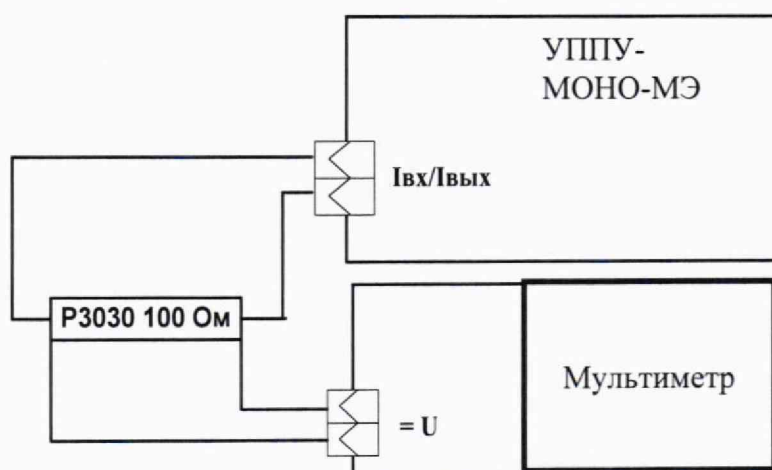 УППУ-
МОНО-МЭ
Iвх/Iвых
Р3030 100 Ом
Мультиметр
= U